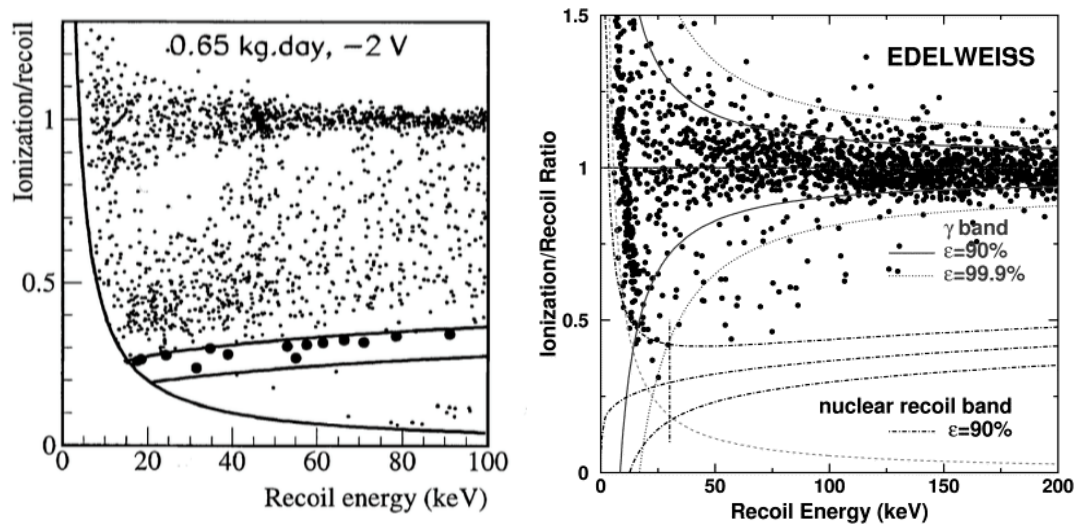 0.65 kg.day, −2 V
Ionization/recoil
1
0.5
0
0 20 40 60 80 100
Recoil energy (keV)
1.5
EDELWEISS
Ionization/Recoil Ratio
1
γ band
ε=90%
ε=99.9%
0.5
nuclear recoil band
ε=90%
0
0 50 100 150 200
Recoil Energy (keV)